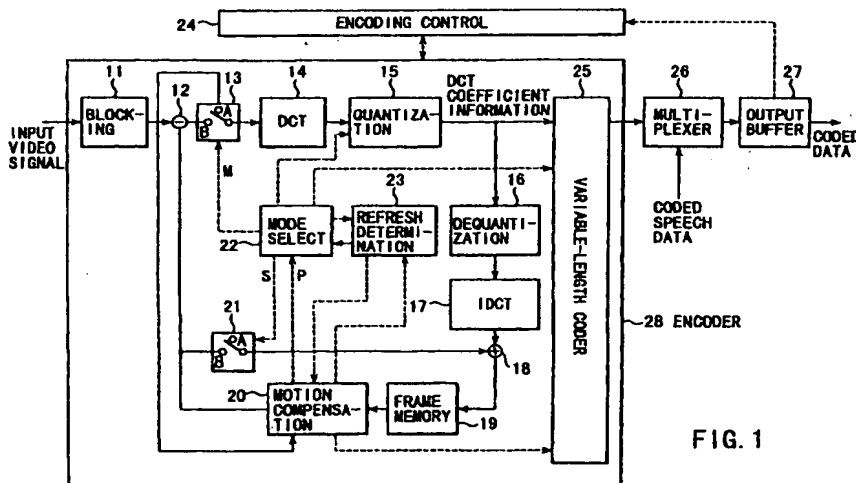 24
ENCODING CONTROL
11
12
13
14
15
DCT
COEFFICIENT
INFORMATION
25
26
27
INPUT
VIDEO
SIGNAL
BLOCK-
ING
A
B
DCT
QUANTIZA-
TION
MULTI-
PLEXER
OUTPUT
BUFFER
CODED
DATA
M
23
16
MODE
SELECT
22
REFRESH
DETERMI-
NATION
DEQUANTI-
ZATION
VARIABLE-LENGTH CODER
CODED
SPEECH
DATA
S
P
17
IDCT
28 ENCODER
21
A
B
18
20
MOTION
COMPENSA-
TION
FRAME
MEMORY
19
FIG. 1